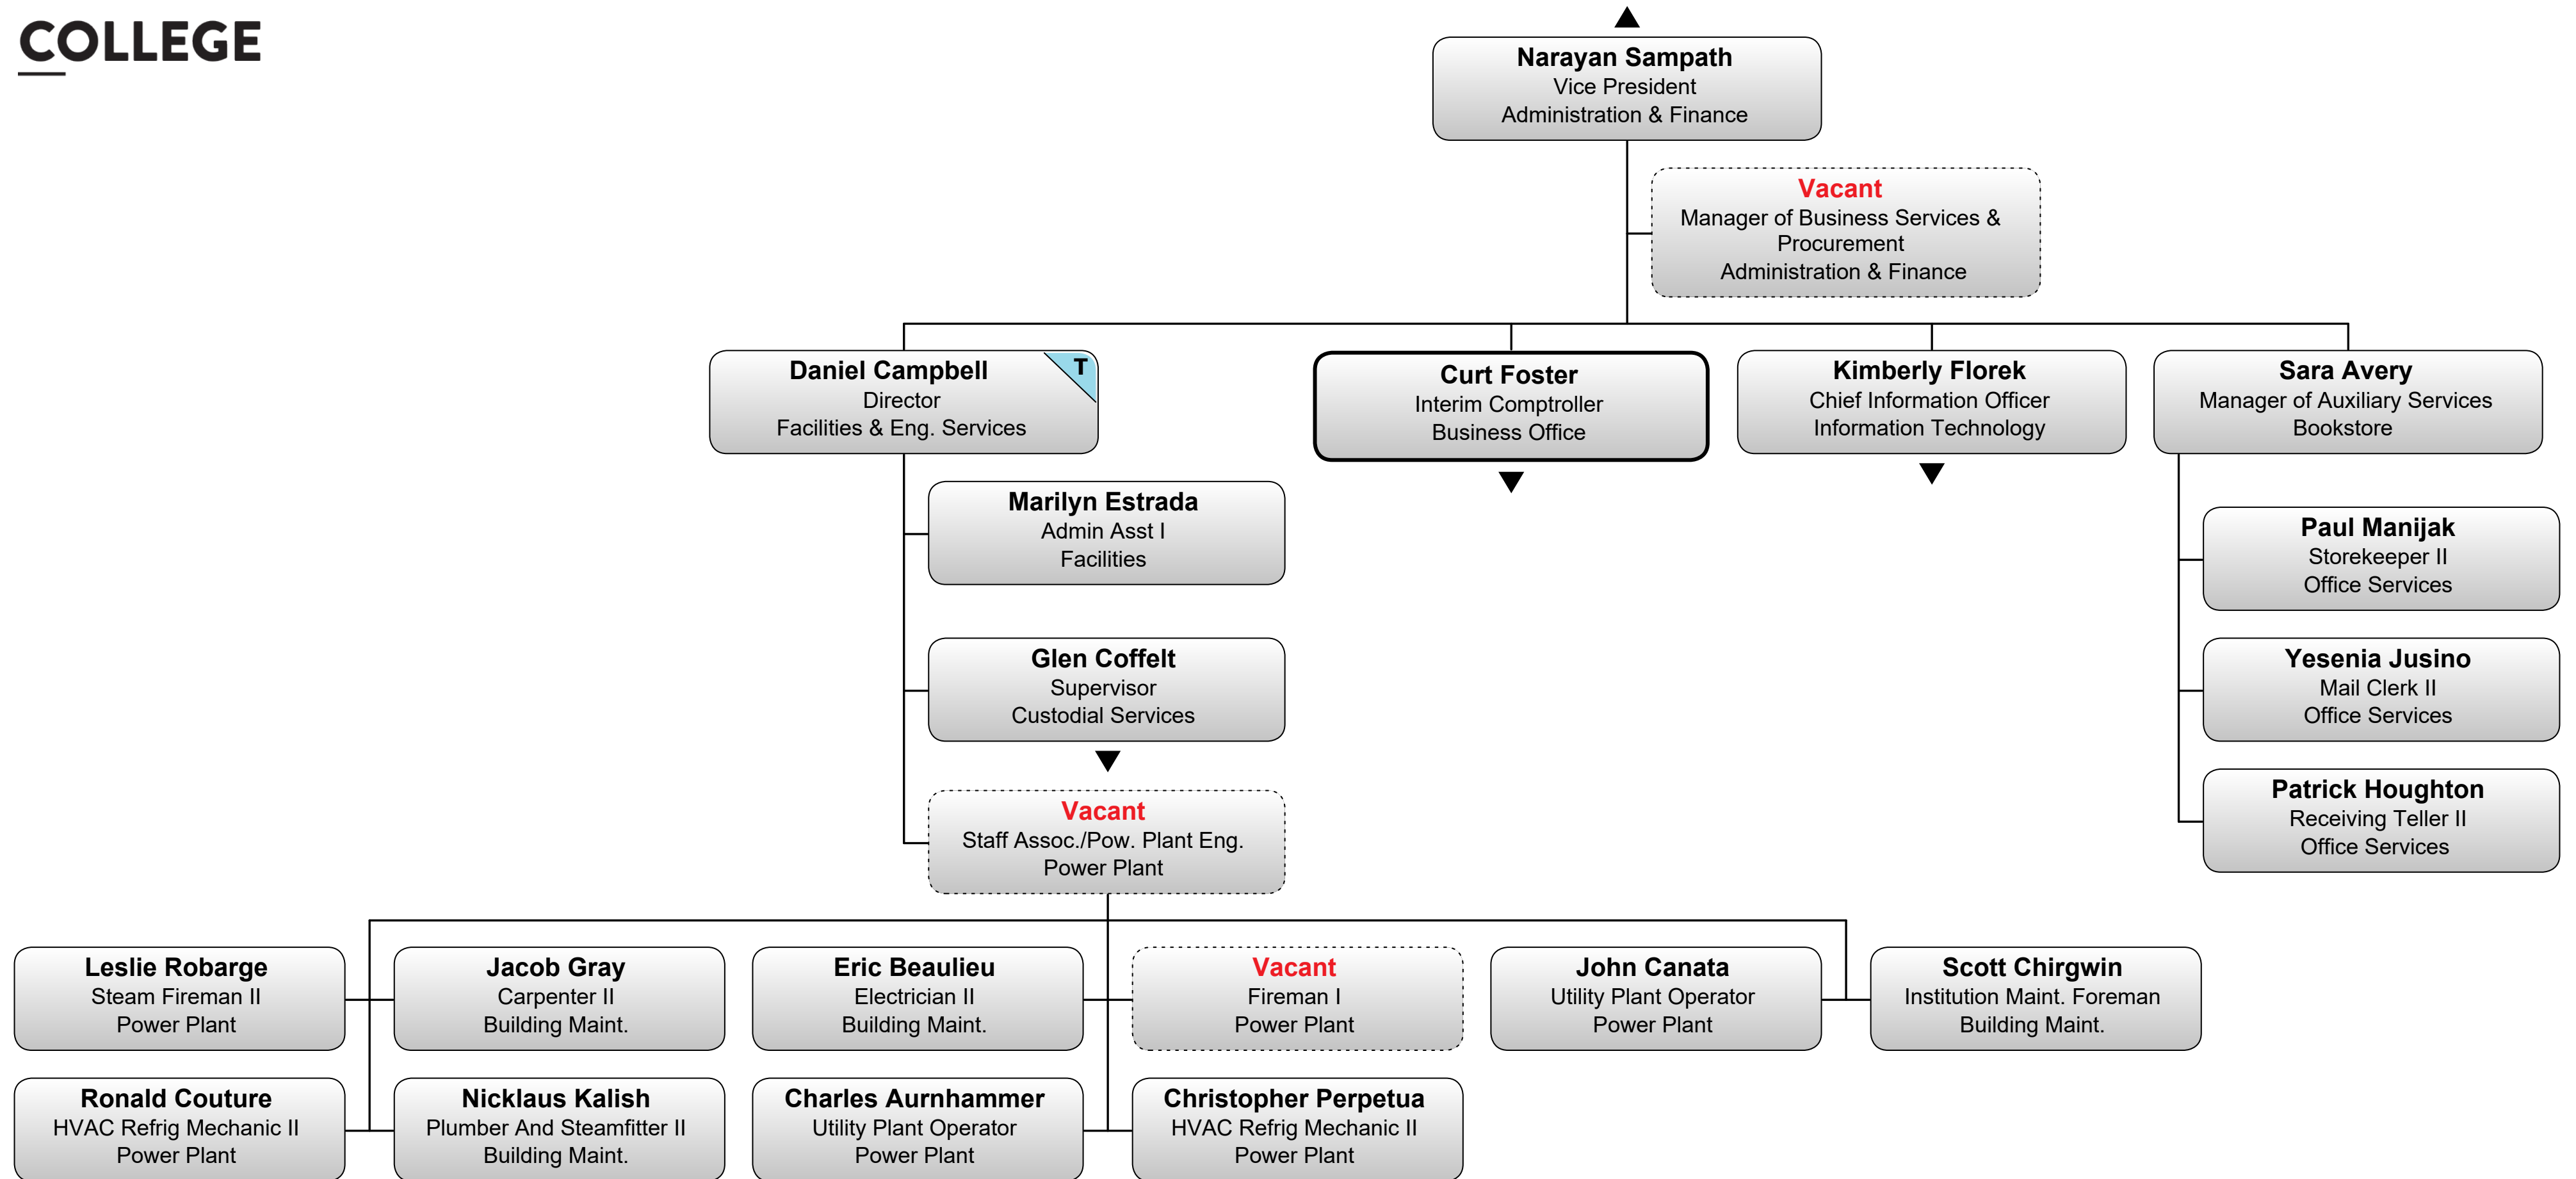 COLLEGE
Narayan Sampath
Vice President
Administration & Finance
Vacant
Manager of Business Services &
Procurement
Administration & Finance
Daniel Campbell
Director
Facilities & Eng. Services
T
Curt Foster
Interim Comptroller
Business Office
Kimberly Florek
Chief Information Officer
Information Technology
Sara Avery
Manager of Auxiliary Services
Bookstore
Marilyn Estrada
Admin Asst I
Facilities
Glen Coffelt
Supervisor
Custodial Services
Vacant
Staff Assoc./Pow. Plant Eng.
Power Plant
Paul Manijak
Storekeeper II
Office Services
Yesenia Jusino
Mail Clerk II
Office Services
Patrick Houghton
Receiving Teller II
Office Services
Leslie Robarge
Steam Fireman II
Power Plant
Jacob Gray
Carpenter II
Building Maint.
Eric Beaulieu
Electrician II
Building Maint.
Vacant
Fireman I
Power Plant
John Canata
Utility Plant Operator
Power Plant
Scott Chirgwin
Institution Maint. Foreman
Building Maint.
Ronald Couture
HVAC Refrig Mechanic II
Power Plant
Nicklaus Kalish
Plumber And Steamfitter II
Building Maint.
Charles Aurnhammer
Utility Plant Operator
Power Plant
Christopher Perpetua
HVAC Refrig Mechanic II
Power Plant